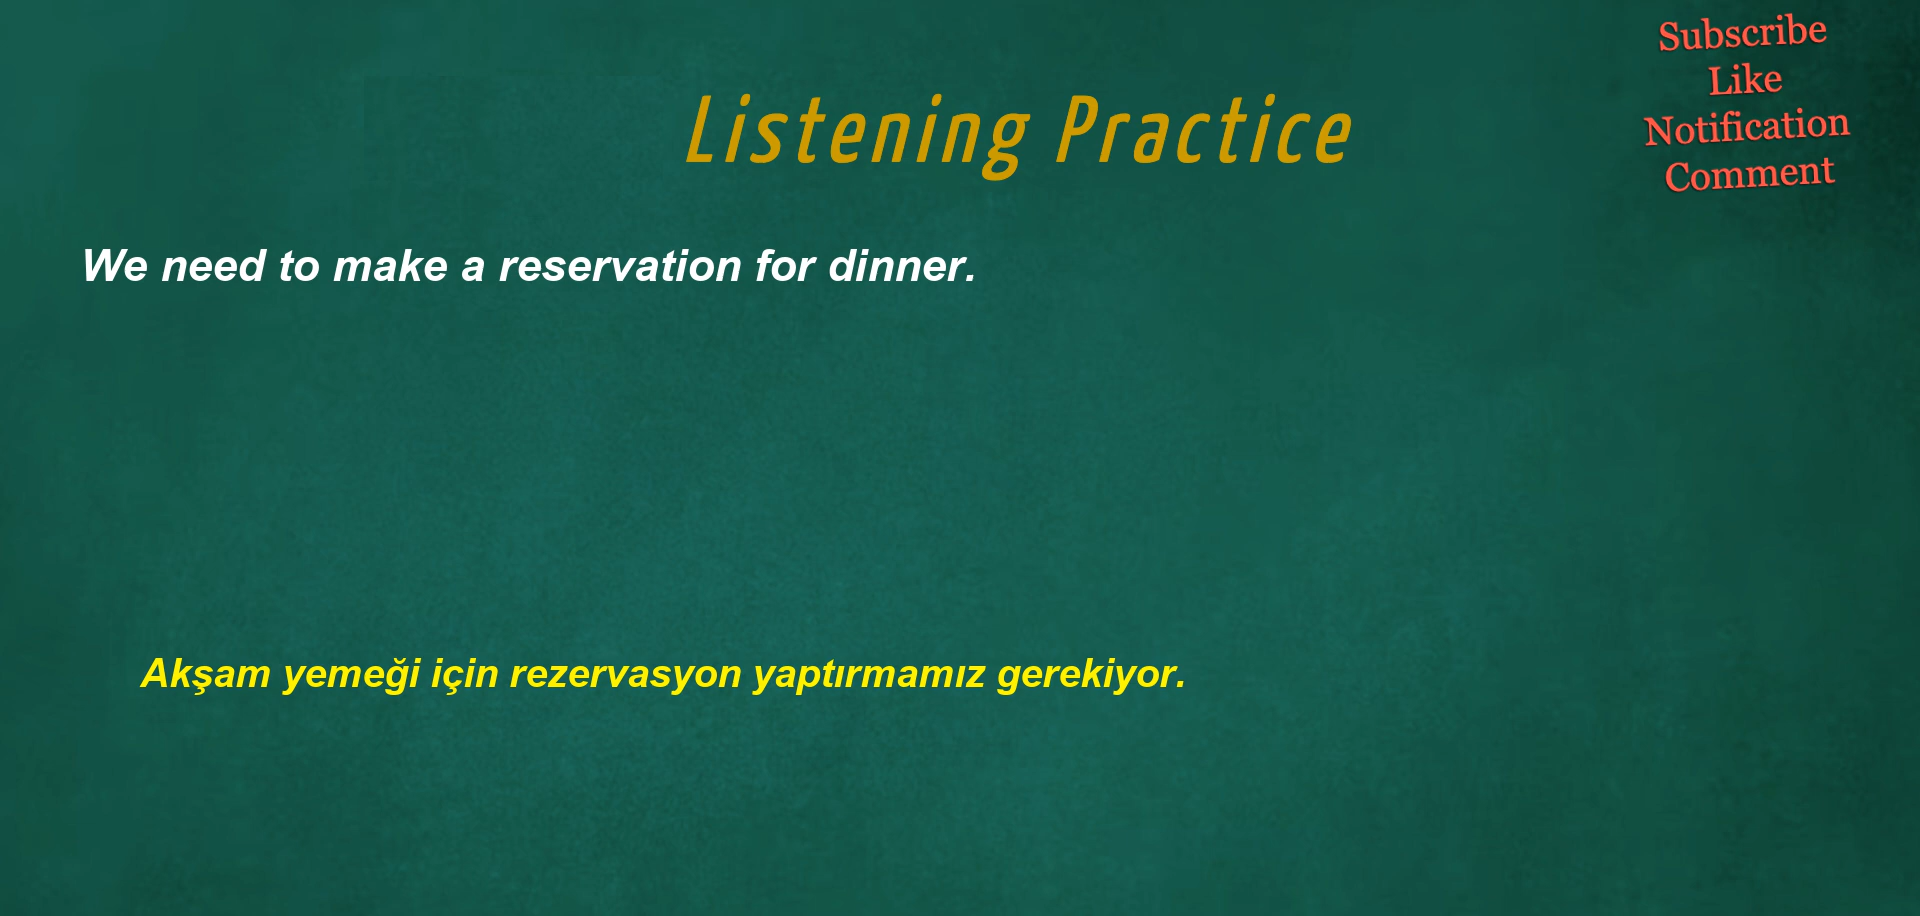 Subscribe
Like
Notification
Comment
Listening Practice
We need to make a reservation for dinner.
Akşam yemeği için rezervasyon yaptırmamız gerekiyor.